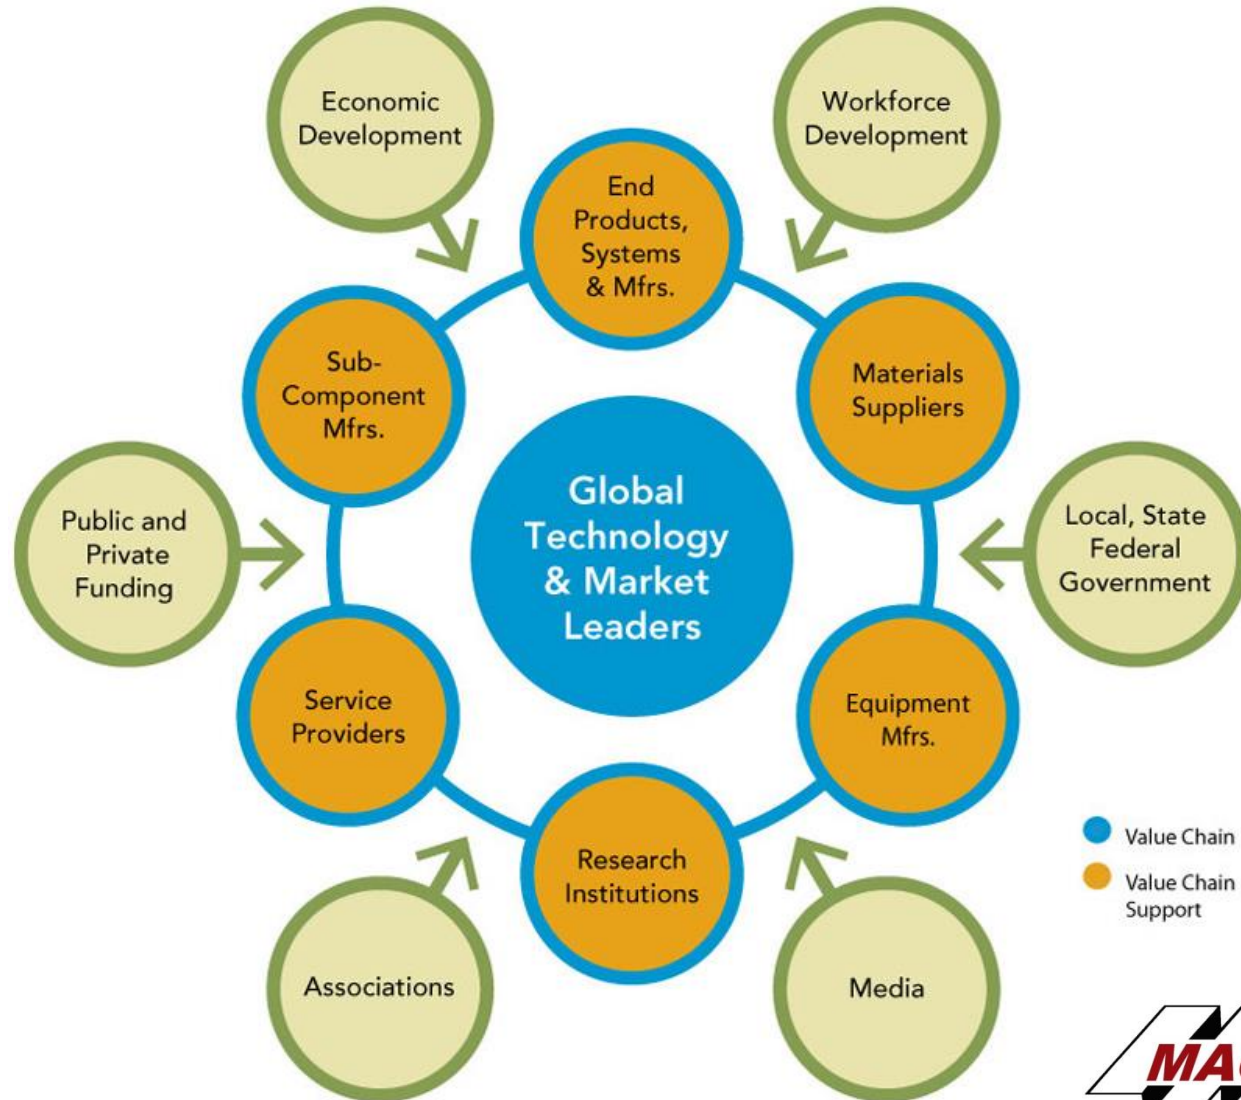 Economic
Development
Workforce
Development
End
Products,
Systems
& Mfrs.
Sub-
Component
Mfrs.
Materials
Suppliers
Public and
Private
Funding
Global
Technology
& Market
Leaders
Local, State
Federal
Government
Service
Providers
Equipment
Mfrs.
Research
Institutions
Value Chain
Value Chain
Support
Associations
Media